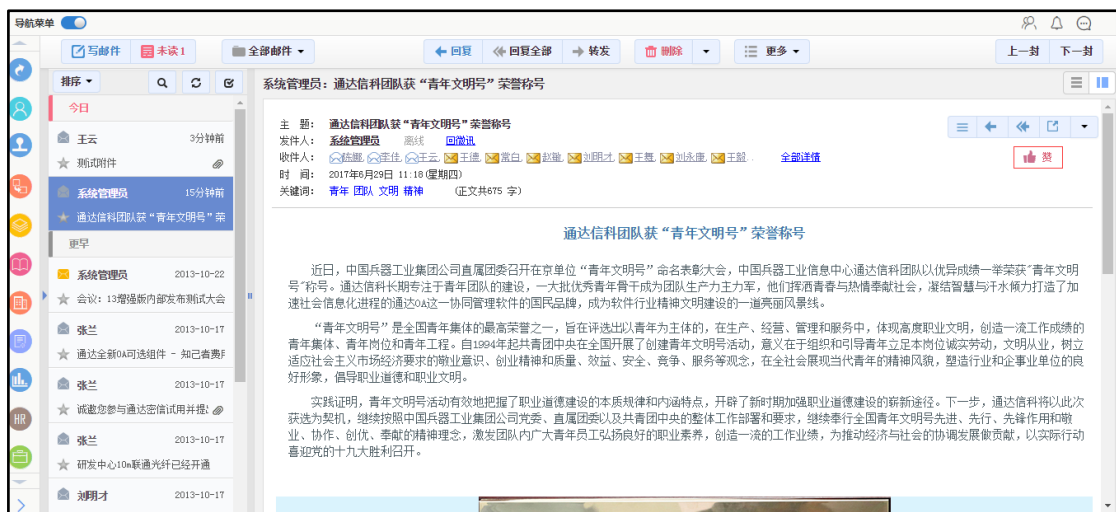 导航菜单
写邮件 未读1 全部邮件 回复 回复全部 转发 删除 更多 上一封 下一封
排序
今日
王云 3分钟前
测试附件
系统管理员 15分钟前
通达信科团队获“青年文明号”荣
更早
系统管理员 2013-10-22
会议：13增强版内部发布测试大会
张兰 2013-10-17
通达全新OA可选组件 - 知己者费
张兰 2013-10-17
诚邀您参与通达密信试用并提
张兰 2013-10-17
研发中心10m联通光纤已经开通
刘明才 2013-10-17
HR
系统管理员：通达信科团队获“青年文明号”荣誉称号
主 题： 通达信科团队获“青年文明号”荣誉称号
发件人： 系统管理员 离线 回微讯
收件人： 陈娜, 李佳, 王云, 王德, 常白, 赵敏, 刘明才, 王真, 刘永康, 王毅.. 全部详情
时 间： 2017年6月29日 11:18(星期四)
赞
关键词： 青年 团队 文明 精神 (正文共675 字)
通达信科团队获“青年文明号”荣誉称号
近日，中国兵器工业集团公司直属团委召开在京单位“青年文明号”命名表彰大会，中国兵器工业信息中心通达信科团队以优异成绩一举荣获"青年文明
号"称号。通达信科长期专注于青年团队的建设，一大批优秀青年骨干成为团队生产力主力军，他们挥洒青春与热情奉献社会，凝结智慧与汗水倾力打造了加
速社会信息化进程的通达OA这一协同管理软件的国民品牌，成为软件行业精神文明建设的一道亮丽风景线。
“青年文明号”是全国青年集体的最高荣誉之一，旨在评选出以青年为主体的，在生产、经营、管理和服务中，体现高度职业文明，创造一流工作成绩的
青年集体、青年岗位和青年工程。自1994年起共青团中央在全国开展了创建青年文明号活动，意义在于组织和引导青年立足本岗位诚实劳动，文明从业，树立
适应社会主义市场经济要求的敬业意识、创业精神和质量、效益、安全、竞争、服务等观念，在全社会展现当代青年的精神风貌，塑造行业和企事业单位的良
好形象，倡导职业道德和职业文明。
实践证明，青年文明号活动有效地把握了职业道德建设的本质规律和内涵特点，开辟了新时期加强职业道德建设的崭新途径。下一步，通达信科将以此次
获选为契机，继续按照中国兵器工业集团公司党委、直属团委以及共青团中央的整体工作部署和要求，继续奉行全国青年文明号先进、先行、先锋作用和敬
业、协作、创优、奉献的精神理念，激发团队内广大青年员工弘扬良好的职业素养，创造一流的工作业绩，为推动经济与社会的协调发展做贡献，以实际行动
喜迎党的十九大胜利召开。